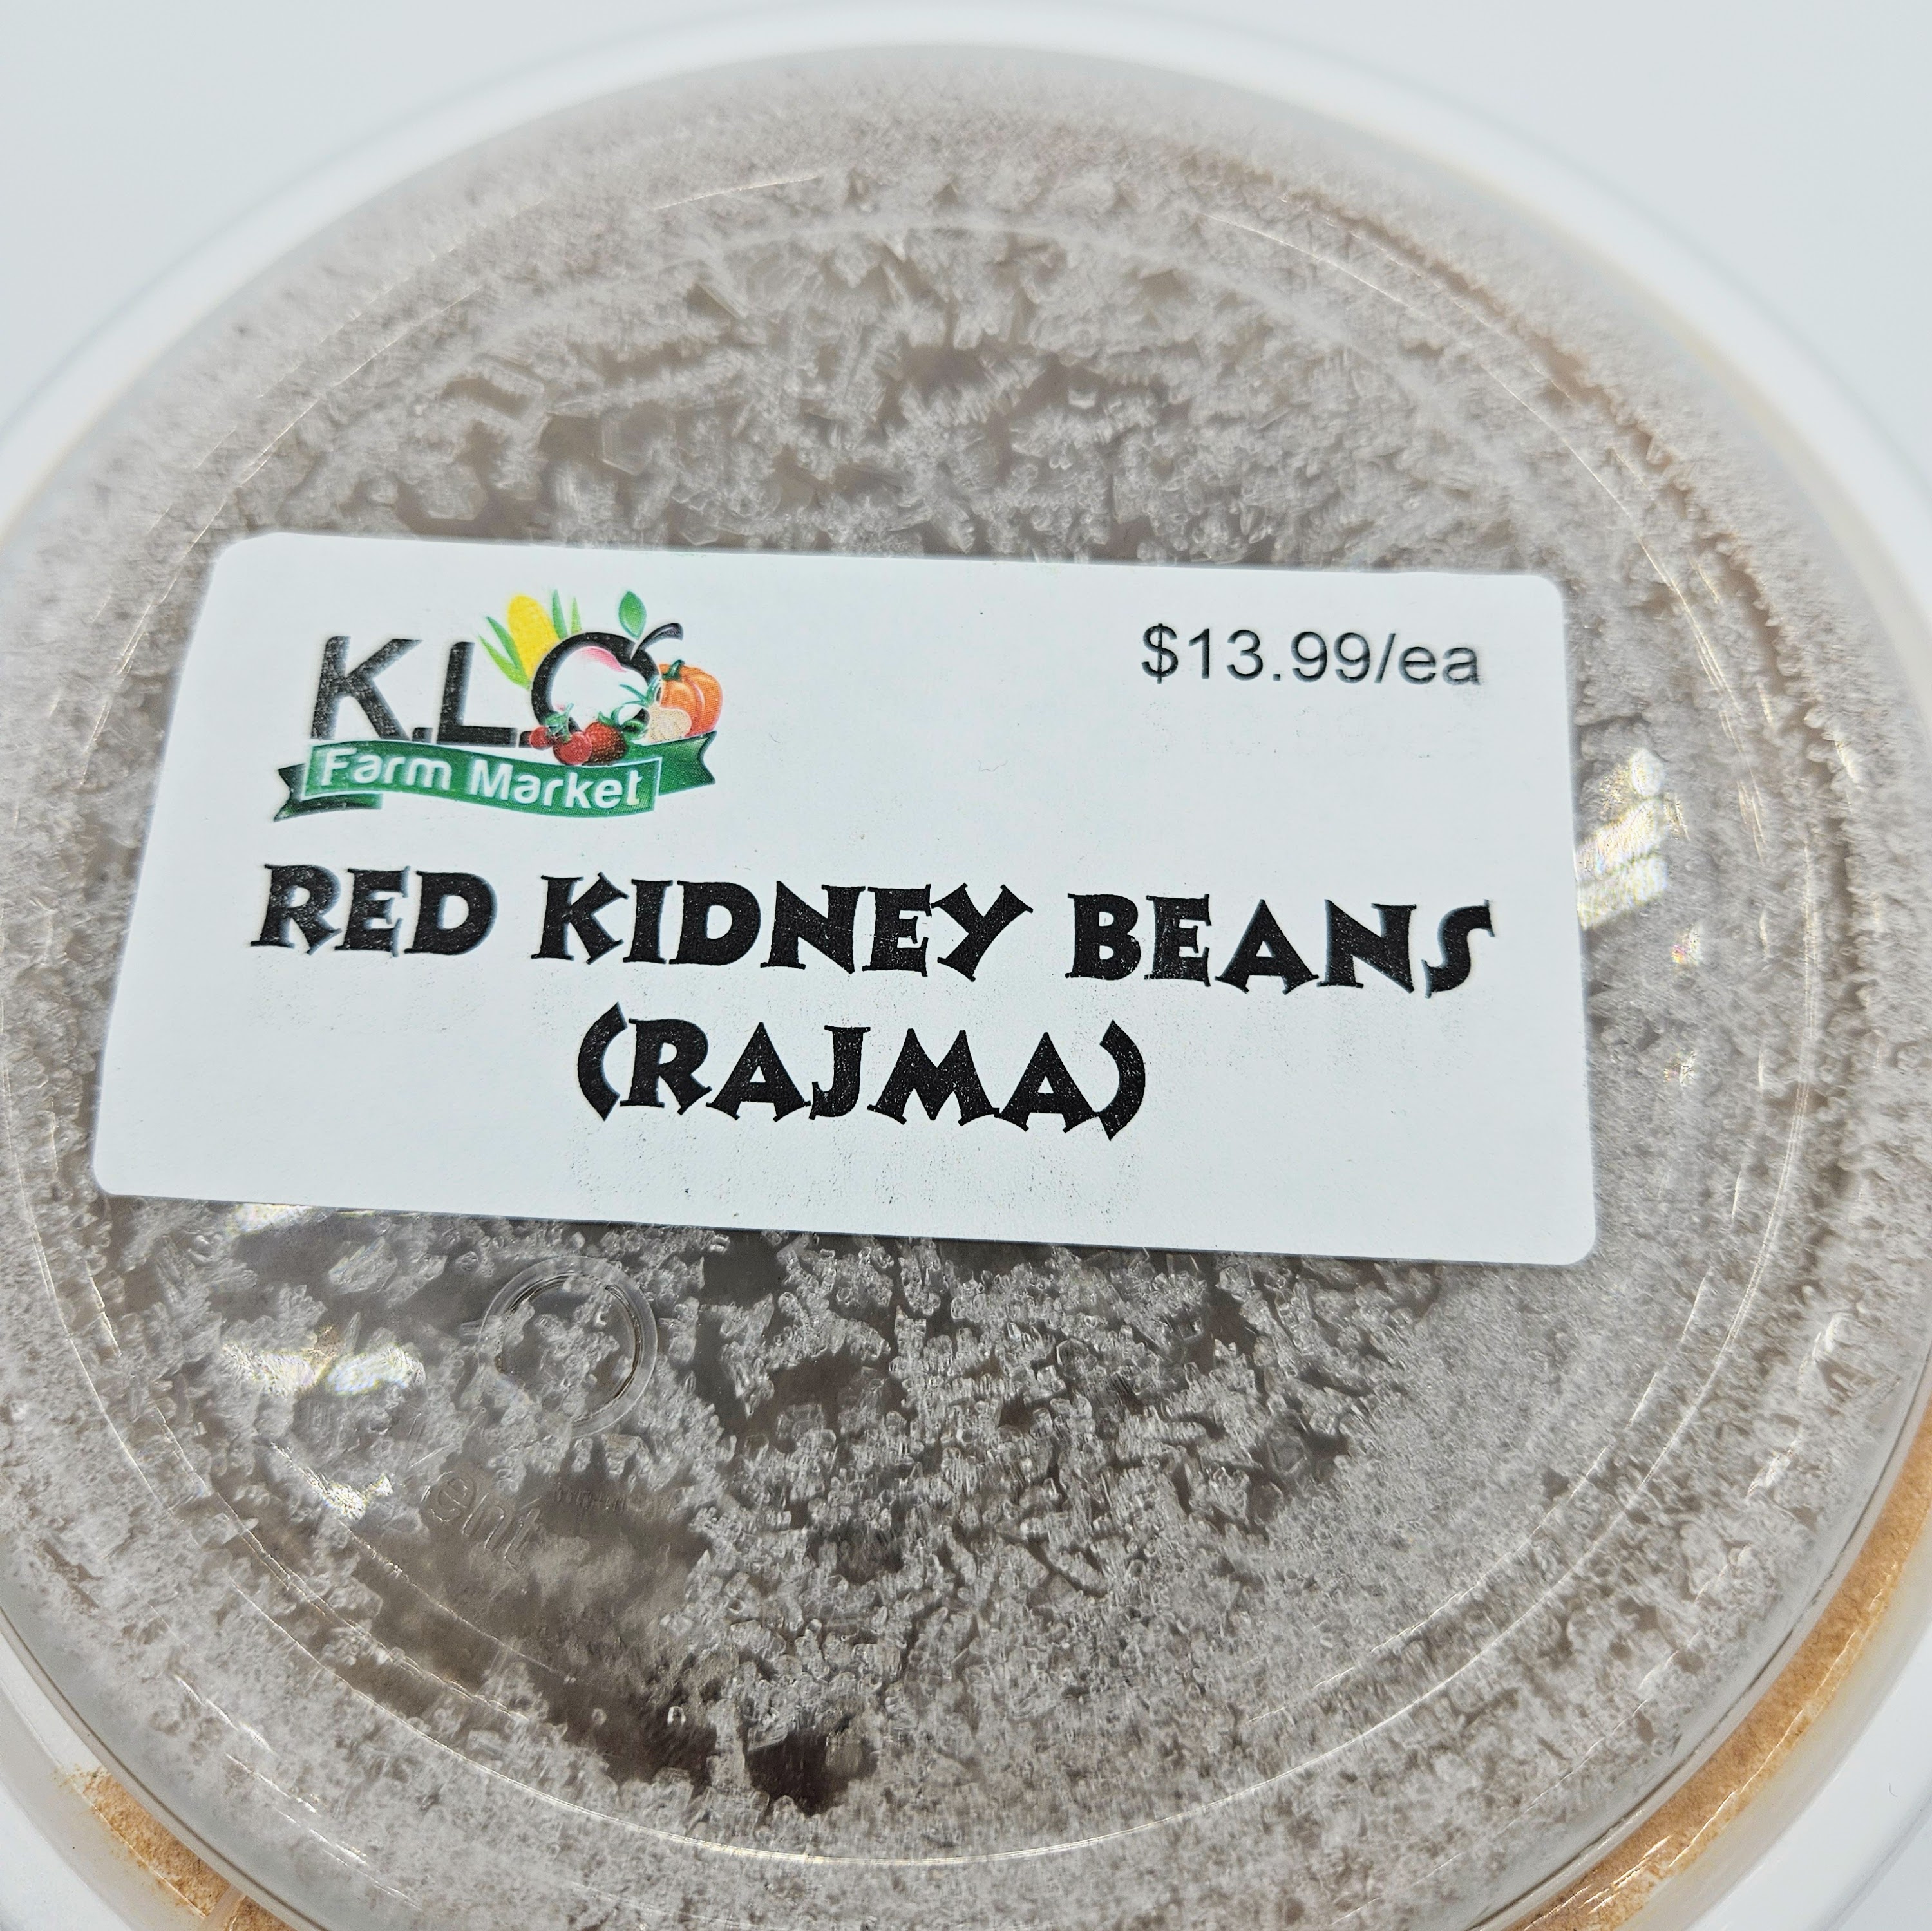 K.L.O
Farm Market
$13.99/ea
RED KIDNEY BEANS
(RAJMA)